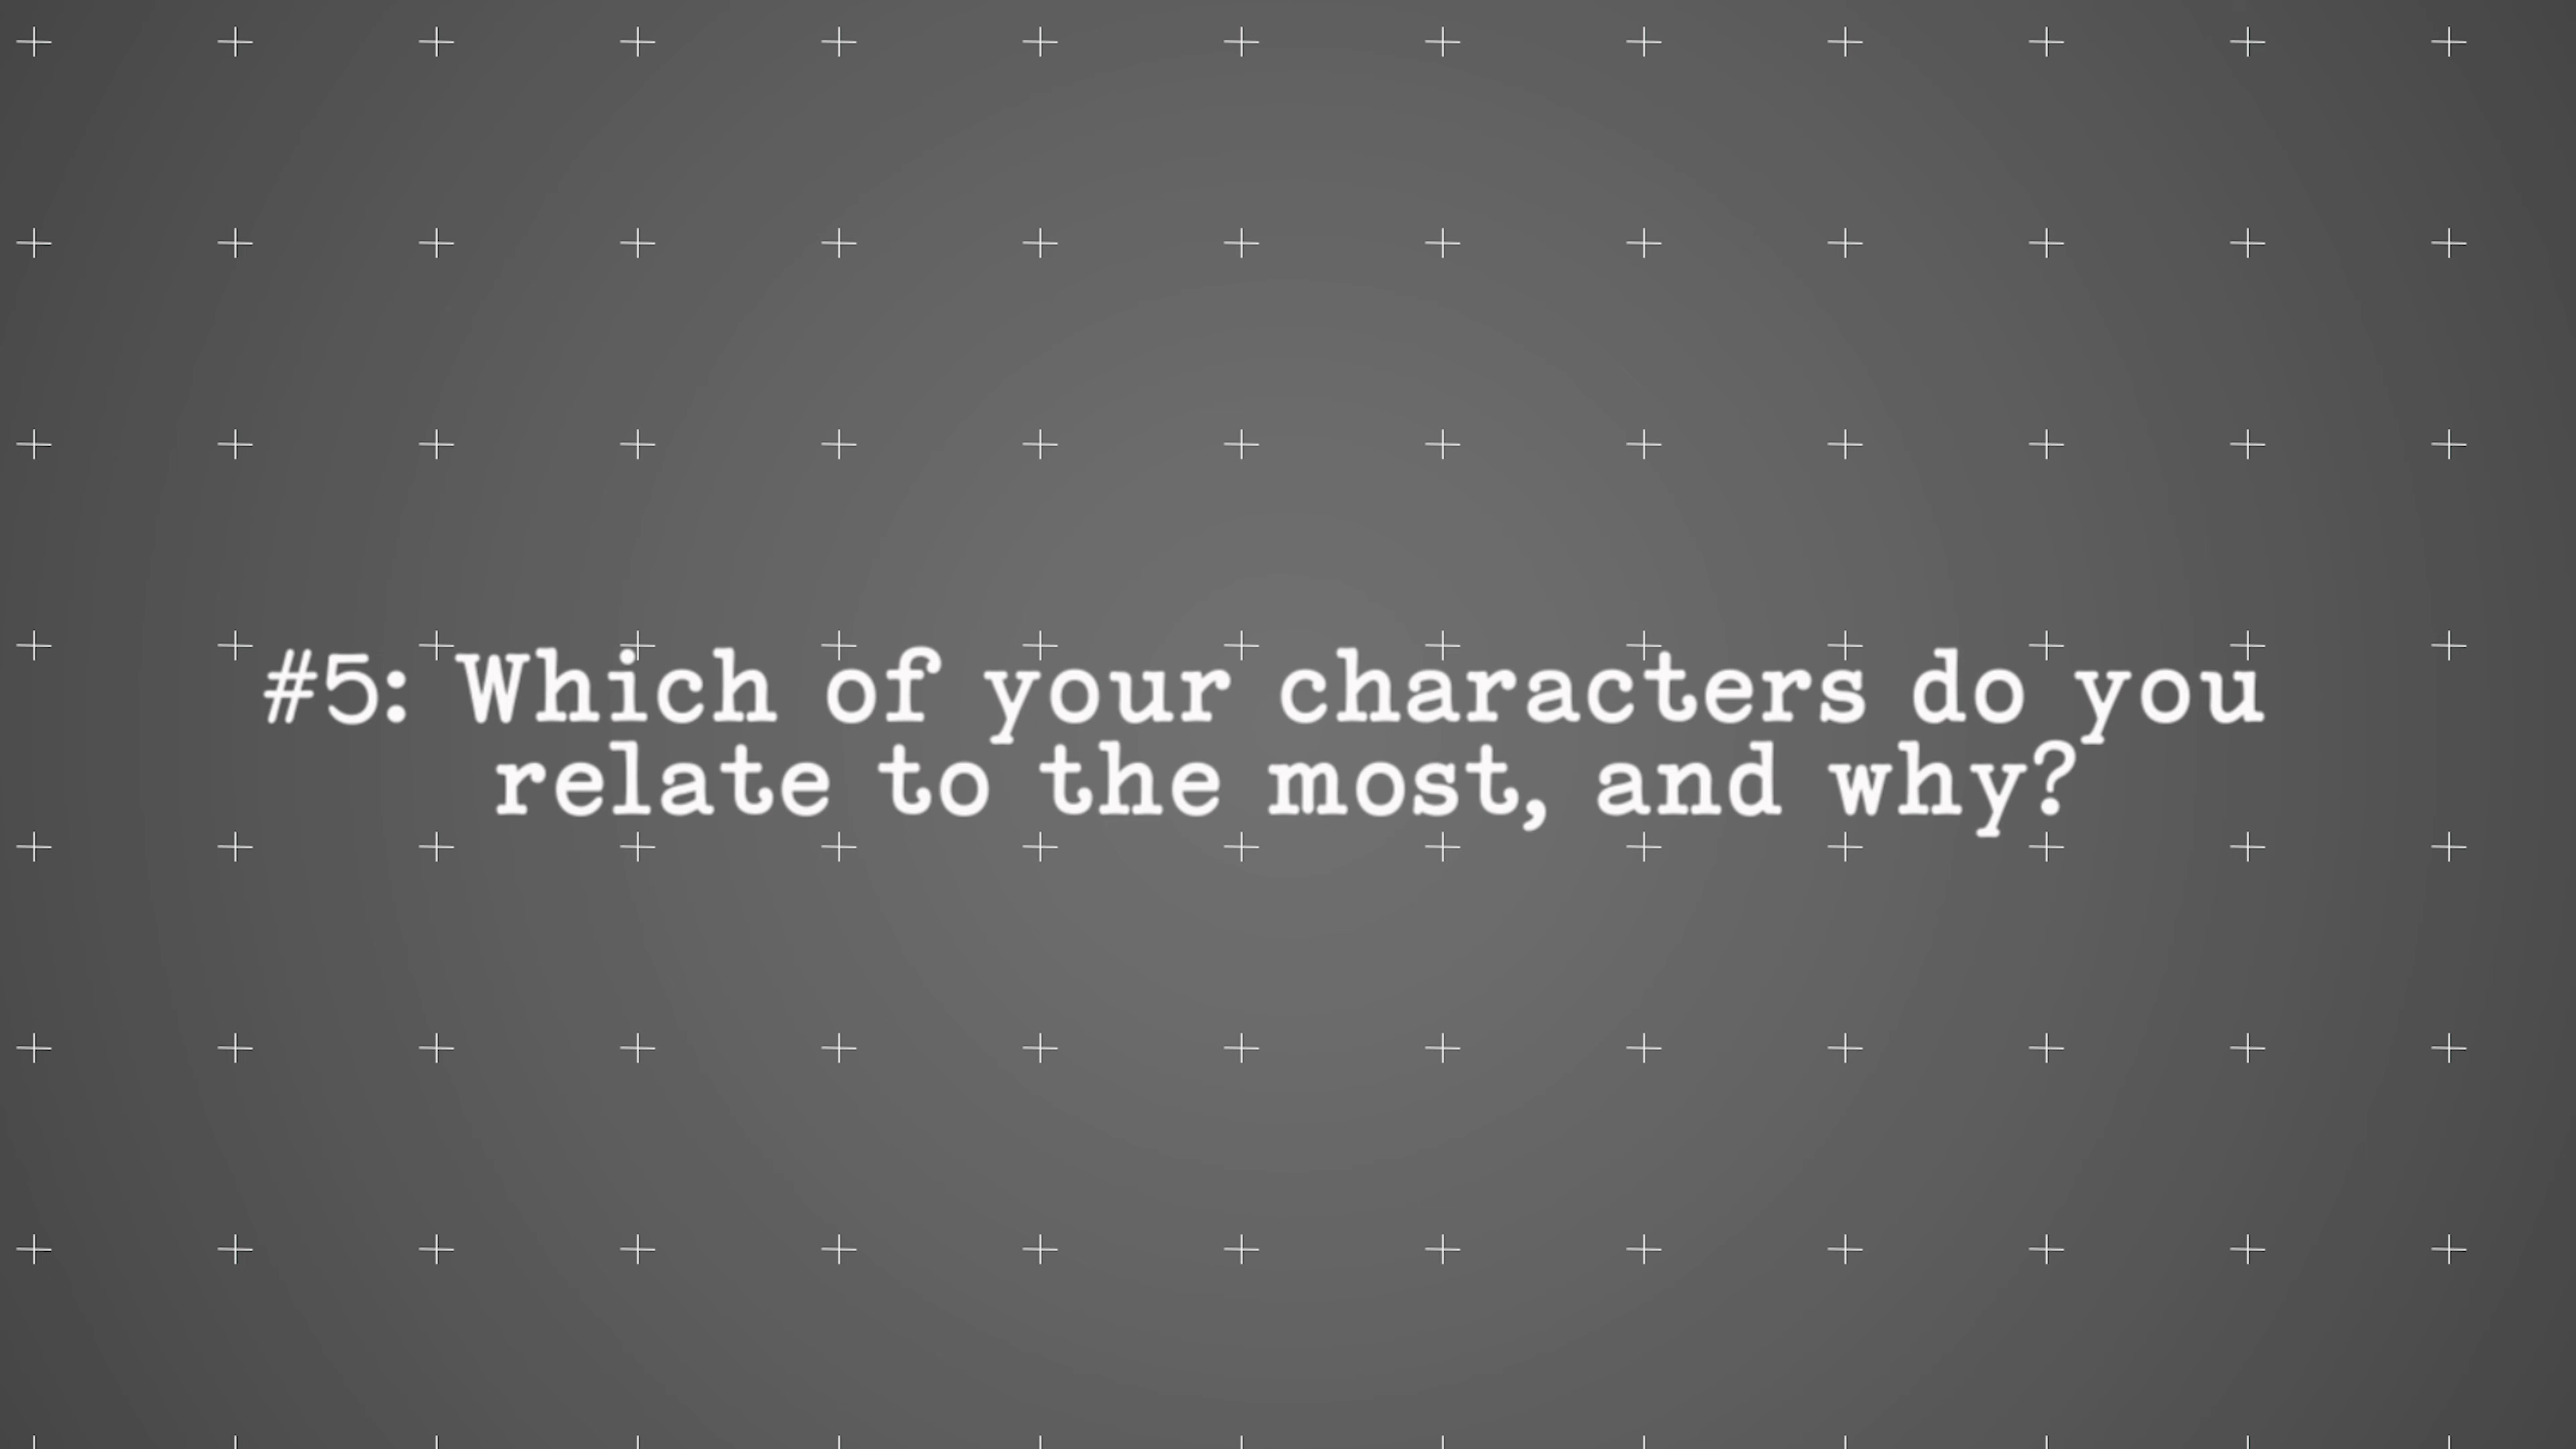 #5: Which of your characters do you
relate to the most, and why?